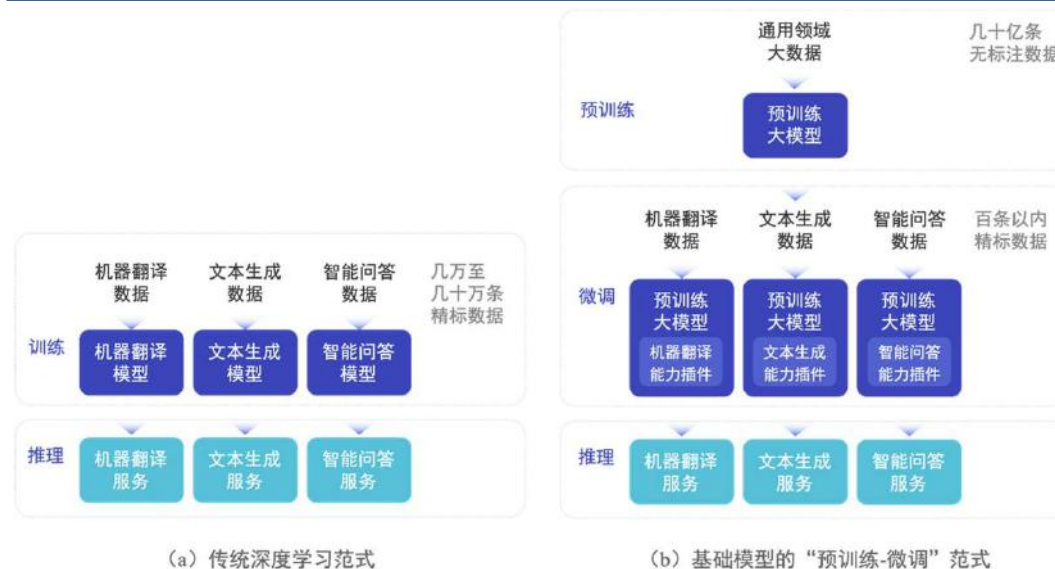 机器翻译
数据
文本生成
数据
智能问答
数据
几万至
几十万条
精标数据
训练
机器翻译
模型
文本生成
模型
智能问答
模型
推理
机器翻译
服务
文本生成
服务
智能问答
服务
（a）传统深度学习范式
通用领域
大数据
几十亿条
无标注数据
预训练
预训练
大模型
机器翻译
数据
文本生成
数据
智能问答
数据
百条以内
精标数据
微调
预训练
大模型
机器翻译
能力插件
预训练
大模型
文本生成
能力插件
预训练
大模型
智能问答
能力插件
推理
机器翻译
服务
文本生成
服务
智能问答
服务
（b）基础模型的“预训练-微调”范式